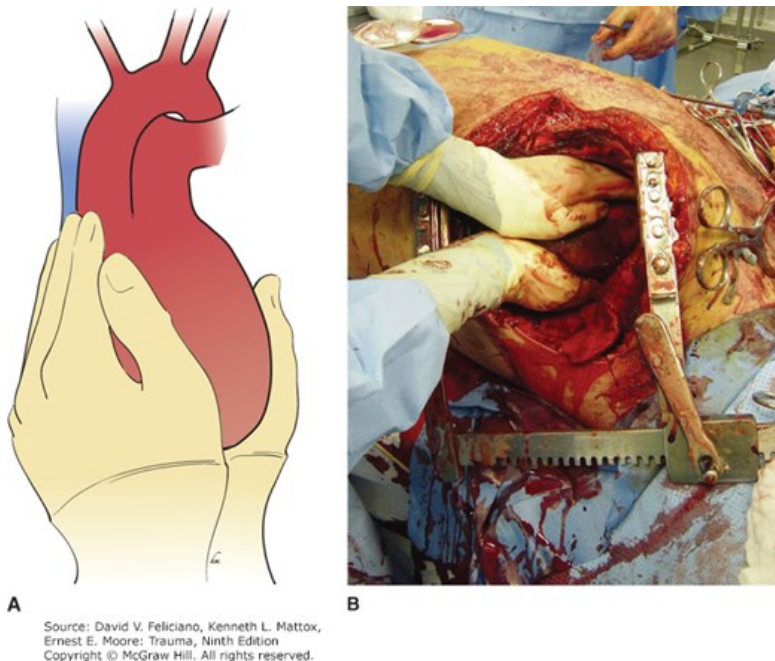 A
B
Source: David V. Feliciano, Kenneth L. Mattox,
Ernest E. Moore: Trauma, Ninth Edition
Copyright © McGraw Hill. All rights reserved.